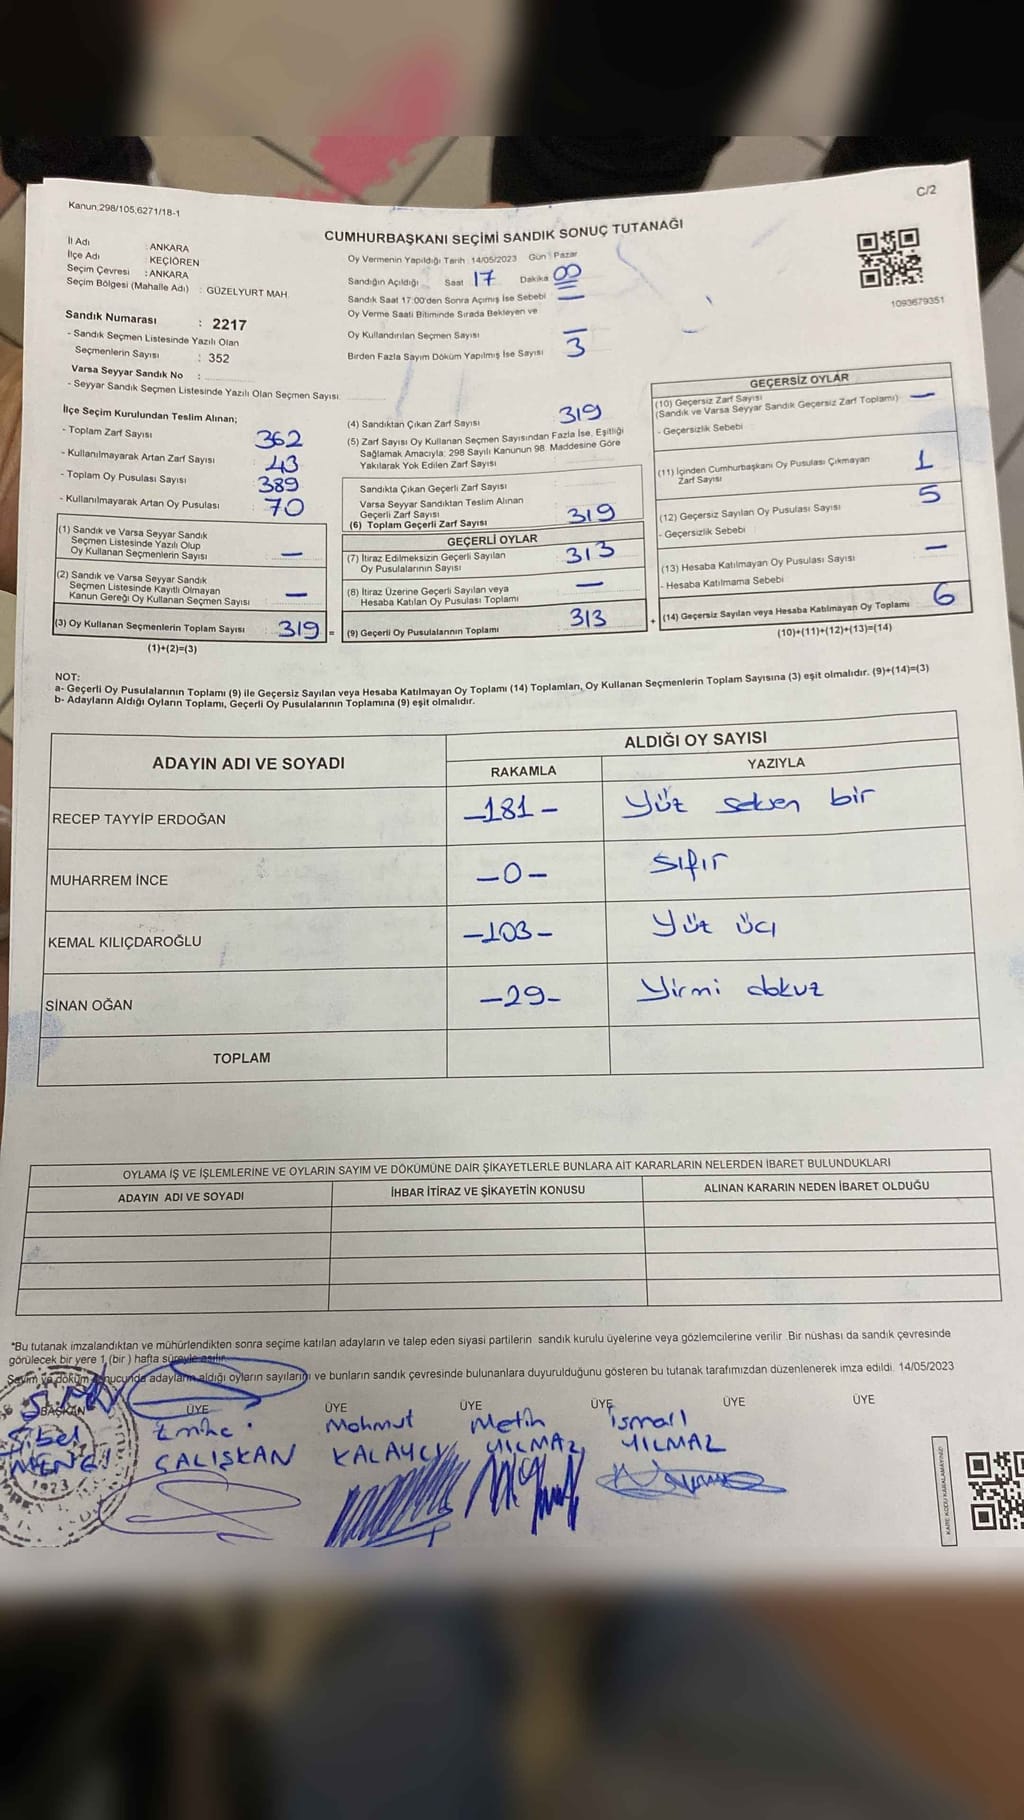 C/2
Kanun,298/105,6271/18-1
CUMHURBAŞKANI SEÇİMİ SANDIK SONUÇ TUTANAĞI
İl Adı : ANKARA
İlçe Adı : KEÇİÖREN
Seçim Çevresi : ANKARA
Seçim Bölgesi (Mahalle Adı) : GÜZELYURT MAH.
Sandık Numarası : 2217
- Sandık Seçmen Listesinde Yazılı Olan
Seçmenlerin Sayısı : 352
Varsa Seyyar Sandık No :
- Seyyar Sandık Seçmen Listesinde Yazılı Olan Seçmen Sayısı:
Oy Vermenin Yapıldığı Tarih : 14/05/2023 Gün : Pazar
Sandığın Açıldığı Saat 17 Dakika 00
Sandık Saat 17:00'den Sonra Açımış İse Sebebi —
Oy Verme Saati Bitiminde Sırada Bekleyen ve
Oy Kullandırılan Seçmen Sayısı —
Birden Fazla Sayım Döküm Yapılmış İse Sayısı 3
1093679351
İlçe Seçim Kurulundan Teslim Alınan;
- Toplam Zarf Sayısı 362
- Kullanılmayarak Artan Zarf Sayısı 43
- Toplam Oy Pusulası Sayısı 389
- Kullanılmayarak Artan Oy Pusulası 70
(1) Sandık ve Varsa Seyyar Sandık
Seçmen Listesinde Yazılı Olup
Oy Kullanan Seçmenlerin Sayısı —
(2) Sandık ve Varsa Seyyar Sandık
Seçmen Listesinde Kayıtlı Olmayan
Kanun Gereği Oy Kullanan Seçmen Sayısı —
(3) Oy Kullanan Seçmenlerin Toplam Sayısı 319 =
(1)+(2)=(3)
(4) Sandıktan Çıkan Zarf Sayısı 319
(5) Zarf Sayısı Oy Kullanan Seçmen Sayısından Fazla İse, Eşitliği
Sağlamak Amacıyla; 298 Sayılı Kanunun 98. Maddesine Göre
Yakılarak Yok Edilen Zarf Sayısı
Sandıkta Çıkan Geçerli Zarf Sayısı
Varsa Seyyar Sandıktan Teslim Alınan
Geçerli Zarf Sayısı
(6) Toplam Geçerli Zarf Sayısı 319
GEÇERLİ OYLAR
(7) İtiraz Edilmeksizin Geçerli Sayılan
Oy Pusulalarının Sayısı 313
(8) İtiraz Üzerine Geçerli Sayılan veya
Hesaba Katılan Oy Pusulası Toplamı —
(9) Geçerli Oy Pusulalarının Toplamı 313 +
GEÇERSİZ OYLAR
(10) Geçersiz Zarf Sayısı —
(Sandık ve Varsa Seyyar Sandık Geçersiz Zarf Toplamı)
- Geçersizlik Sebebi :
(11) İçinden Cumhurbaşkanı Oy Pusulası Çıkmayan
Zarf Sayısı 1
(12) Geçersiz Sayılan Oy Pusulası Sayısı 5
- Geçersizlik Sebebi :
(13) Hesaba Katılmayan Oy Pusulası Sayısı —
- Hesaba Katılmama Sebebi
(14) Geçersiz Sayılan veya Hesaba Katılmayan Oy Toplamı 6
(10)+(11)+(12)+(13)=(14)
NOT:
a- Geçerli Oy Pusulalarının Toplamı (9) ile Geçersiz Sayılan veya Hesaba Katılmayan Oy Toplamı (14) Toplamları, Oy Kullanan Seçmenlerin Toplam Sayısına (3) eşit olmalıdır. (9)+(14)=(3)
b- Adayların Aldığı Oyların Toplamı, Geçerli Oy Pusulalarının Toplamına (9) eşit olmalıdır.
ADAYIN ADI VE SOYADI
ALDIĞI OY SAYISI
RAKAMLA YAZIYLA
RECEP TAYYİP ERDOĞAN –181– yüz seksen bir
MUHARREM İNCE –0– sıfır
KEMAL KILIÇDAROĞLU –103– yüz üç
SİNAN OĞAN –29– yirmi dokuz
TOPLAM
OYLAMA İŞ VE İŞLEMLERİNE VE OYLARIN SAYIM VE DÖKÜMÜNE DAİR ŞİKAYETLERLE BUNLARA AİT KARARLARIN NELERDEN İBARET BULUNDUKLARI
ADAYIN ADI VE SOYADI İHBAR İTİRAZ VE ŞİKAYETİN KONUSU ALINAN KARARIN NEDEN İBARET OLDUĞU
*Bu tutanak imzalandıktan ve mühürlendikten sonra seçime katılan adayların ve talep eden siyasi partilerin sandık kurulu üyelerine veya gözlemcilerine verilir. Bir nüshası da sandık çevresinde
görülecek bir yere 1 (bir) hafta süreyle asılır.
Sayım ve döküm sonucunda adayların aldığı oyların sayılarını ve bunların sandık çevresinde bulunanlara duyurulduğunu gösteren bu tutanak tarafımızdan düzenlenerek imza edildi. 14/05/2023
BAŞKAN ÜYE ÜYE ÜYE ÜYE ÜYE ÜYE
Sibel Emine Mahmut Metin ismail
ÇALIŞKAN KALAYCI YILMAZ YILMAZ
1923
KARE KODU KARALAMAYINIZ!